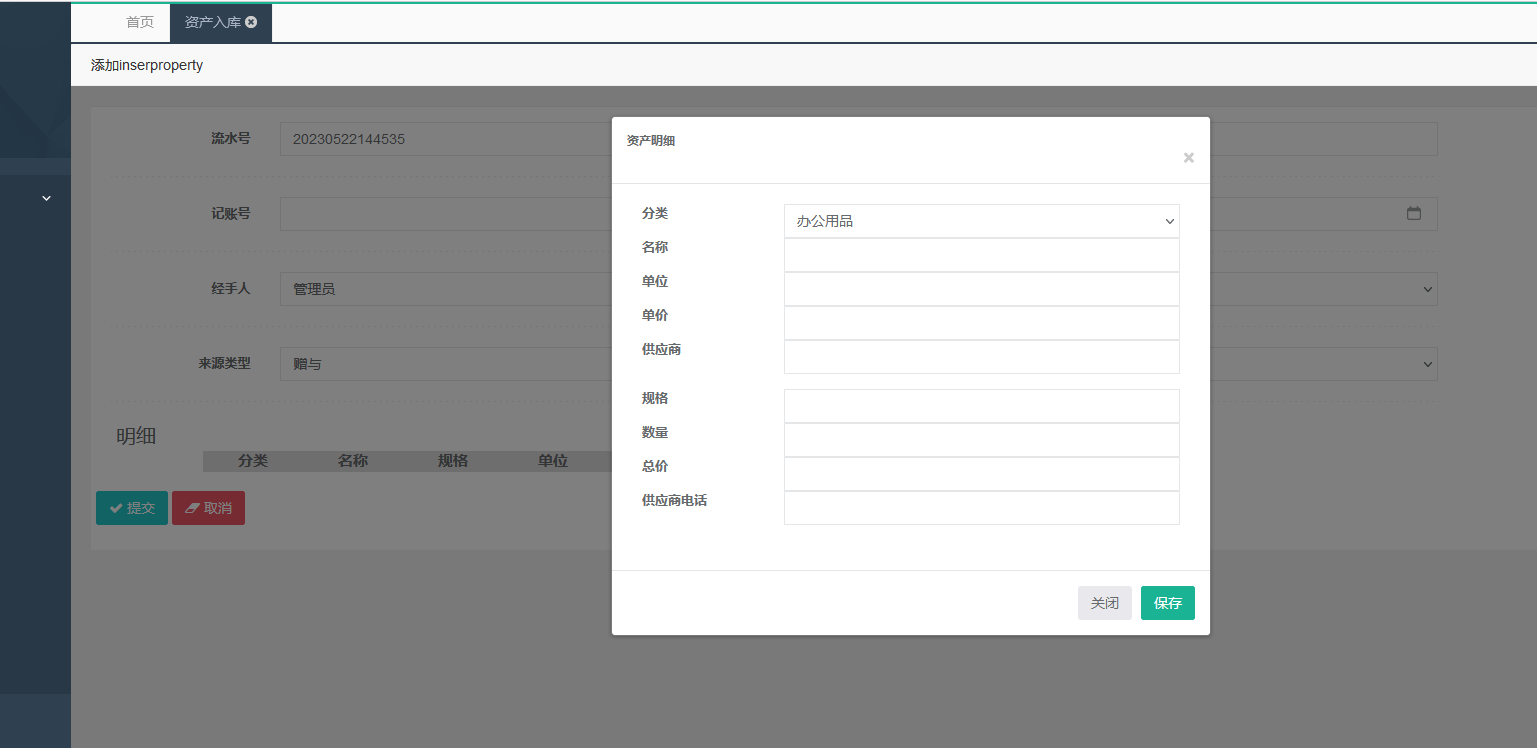 首页
资产入库
添加inserproperty
流水号 20230522144535
记账号
经手人 管理员
来源类型 赠与
明细
分类 名称 规格 单位
提交 取消
资产明细
×
分类 办公用品
名称
单位
单价
供应商
规格
数量
总价
供应商电话
关闭 保存